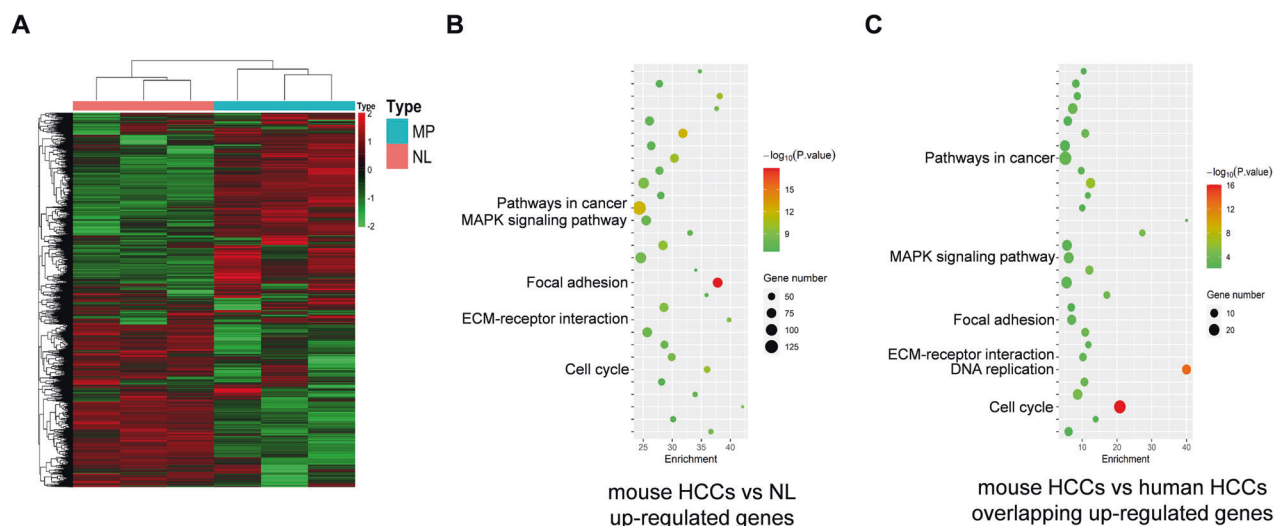 A
Type
2
1
0
-1
-2
Type
MP
NL
B
Pathways in cancer
MAPK signaling pathway
Focal adhesion
ECM-receptor interaction
Cell cycle
25 30 35 40
Enrichment
−log10(P.value)
15
12
9
Gene number
50
75
100
125
mouse HCCs vs NL
up-regulated genes
C
Pathways in cancer
MAPK signaling pathway
Focal adhesion
ECM-receptor interaction
DNA replication
Cell cycle
10 20 30 40
Enrichment
−log10(P.value)
16
12
8
4
Gene number
10
20
mouse HCCs vs human HCCs
overlapping up-regulated genes